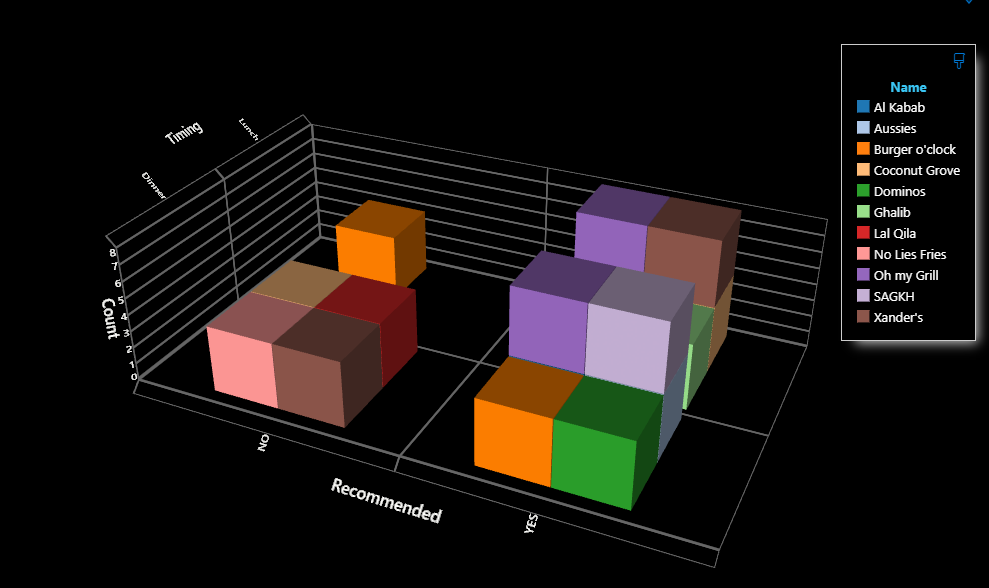 Timing
Lunch
Dinner
Count
8
7
6
5
4
3
2
1
0
NO
Recommended
YES
Name
Al Kabab
Aussies
Burger o'clock
Coconut Grove
Dominos
Ghalib
Lal Qila
No Lies Fries
Oh my Grill
SAGKH
Xander's